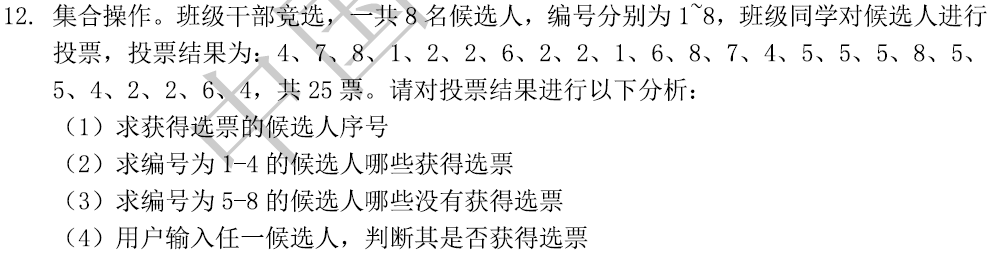 12. 集合操作。班级干部竞选，一共 8 名候选人，编号分别为 1~8，班级同学对候选人进行
投票，投票结果为：4、7、8、1、2、2、6、2、2、1、6、8、7、4、5、5、5、8、5、
5、4、2、2、6、4，共 25 票。请对投票结果进行以下分析：
（1）求获得选票的候选人序号
（2）求编号为 1-4 的候选人哪些获得选票
（3）求编号为 5-8 的候选人哪些没有获得选票
（4）用户输入任一候选人，判断其是否获得选票
中国